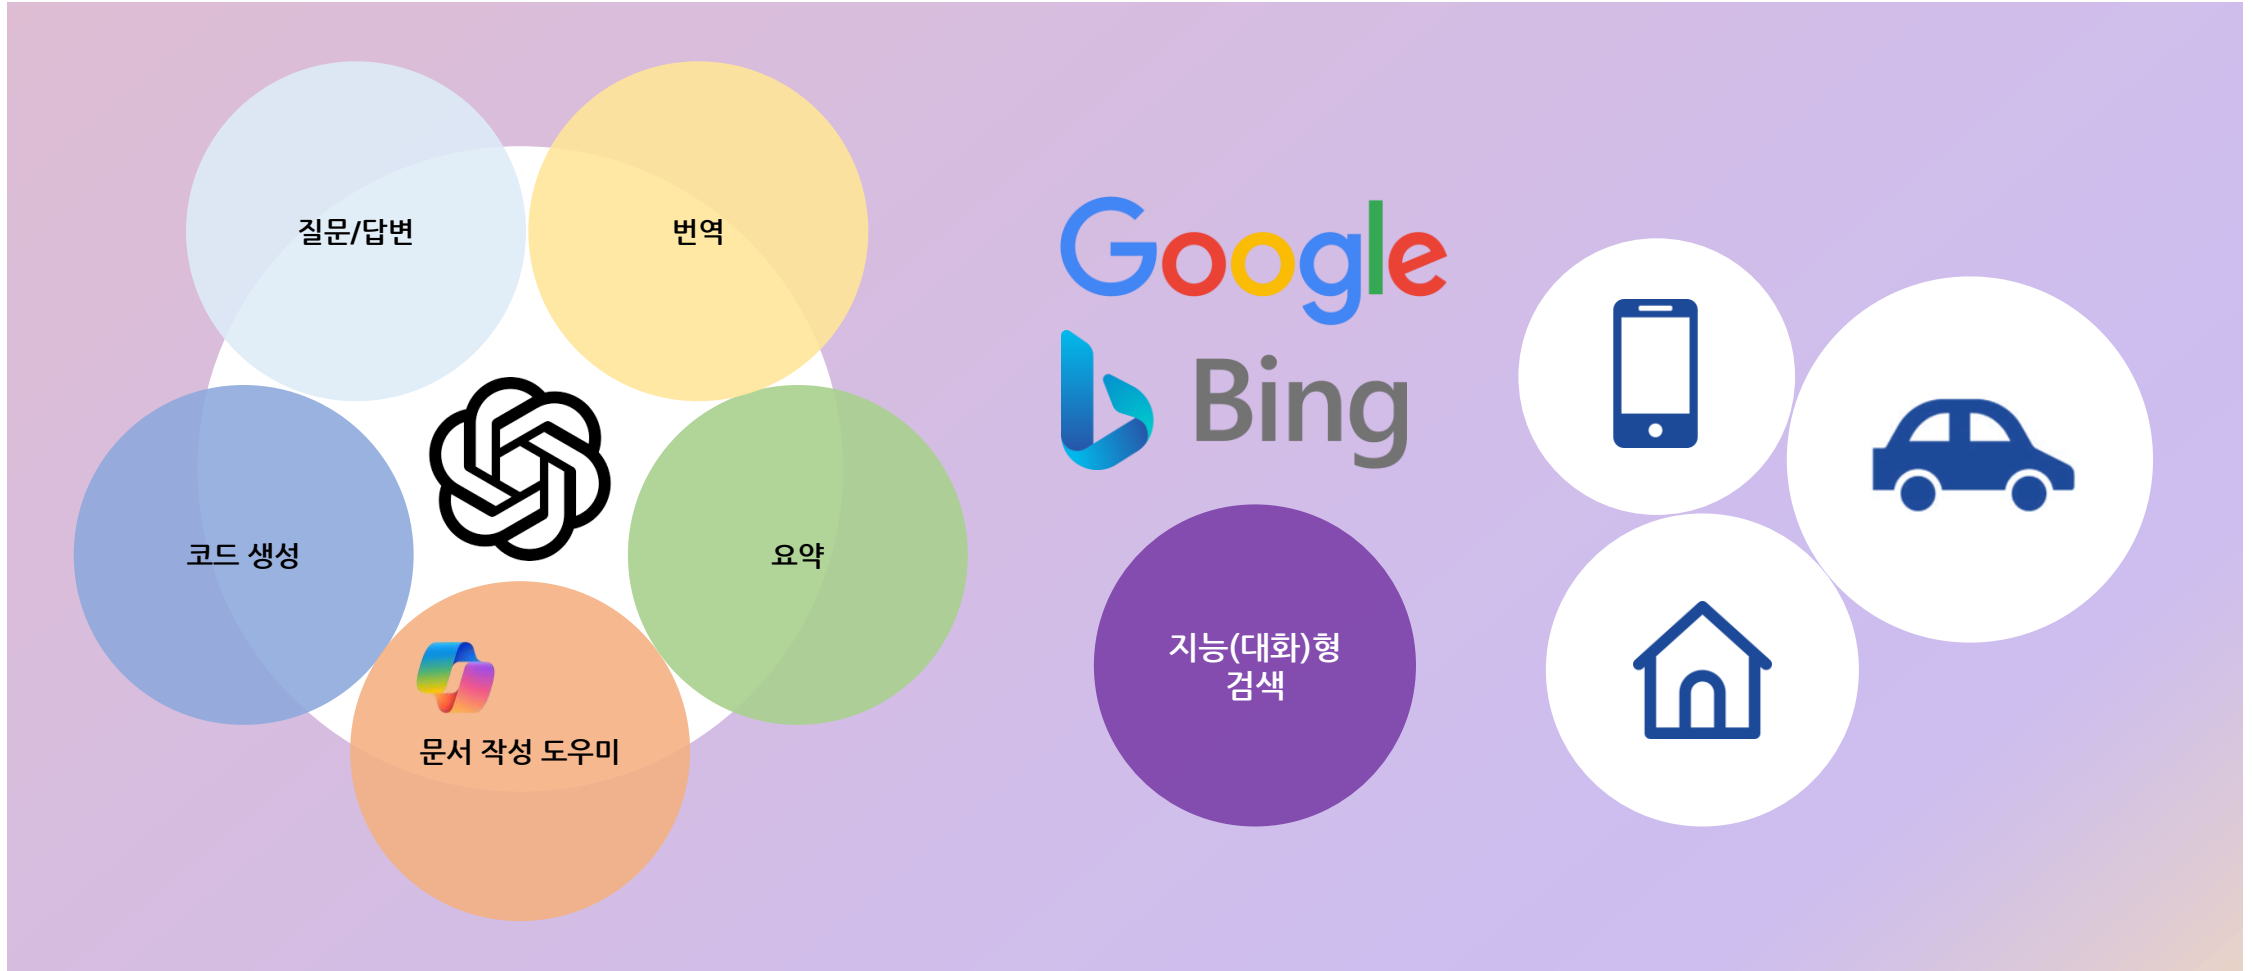 질문/답변
번역
코드 생성
요약
문서 작성 도우미
Google
Bing
지능(대화)형
검색